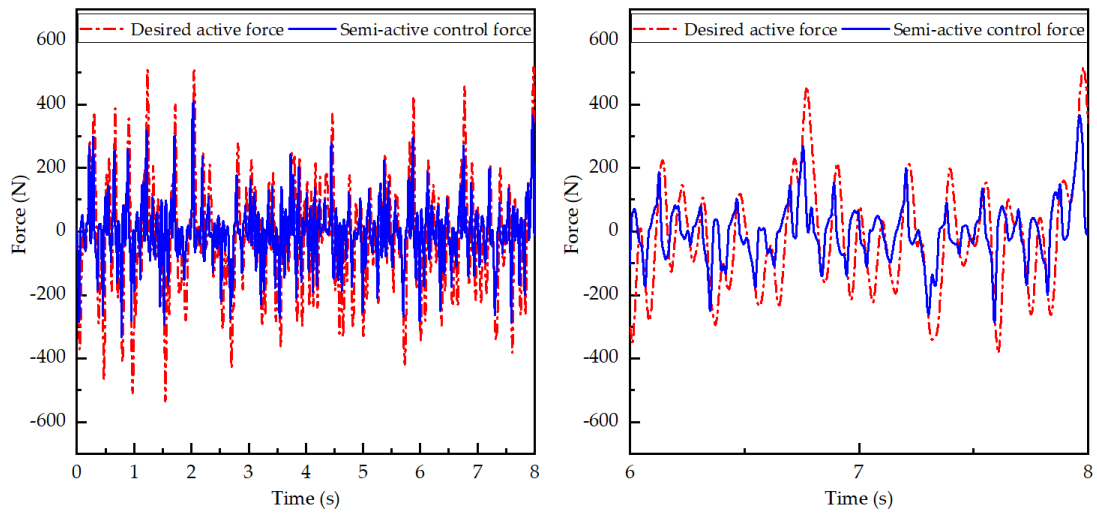 Desired active force Semi-active control force
Force (N)
600
400
200
0
-200
-400
-600
0 1 2 3 4 5 6 7 8
Time (s)
Desired active force Semi-active control force
Force (N)
600
400
200
0
-200
-400
-600
6 7 8
Time (s)